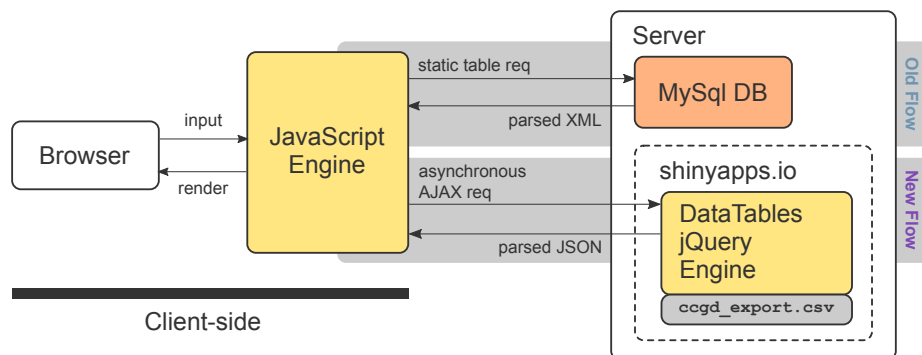 Server
static table req
MySql DB
Old Flow
parsed XML
input
JavaScript
Engine
Browser
render
asynchronous
AJAX req
shinyapps.io
New Flow
DataTables
jQuery
Engine
parsed JSON
ccgd_export.csv
Client-side